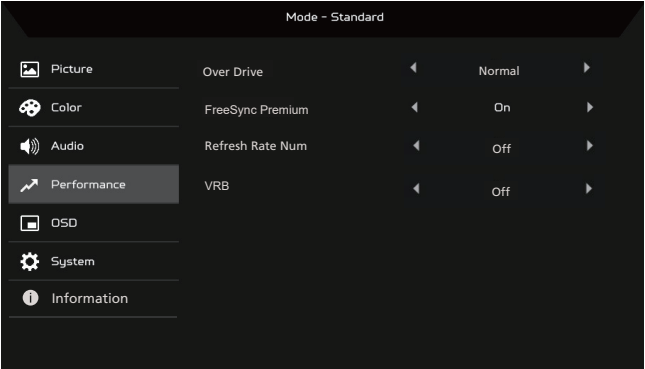 Mode - Standard
Picture
Over Drive Normal
Color
FreeSync Premium On
Audio
Refresh Rate Num Off
Performance
VRB Off
OSD
System
Information